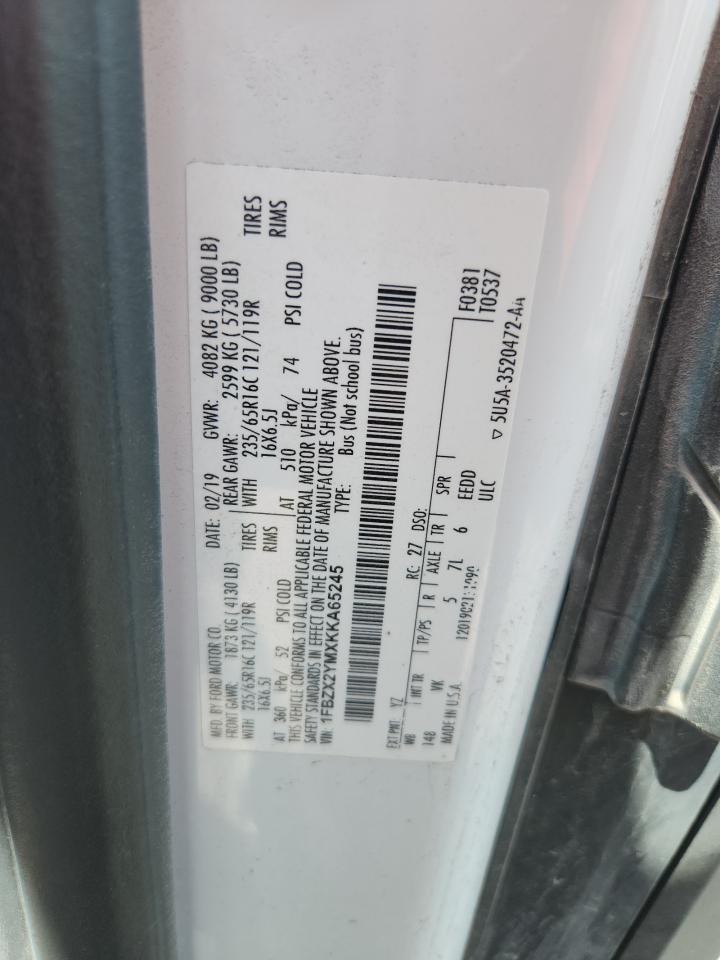 MFD. BY FORD MOTOR CO. DATE: 02/19 GVWR: 4082 KG ( 9000 LB)
FRONT GAWR: 1873 KG ( 4130 LB) REAR GAWR: 2599 KG ( 5730 LB)
WITH 235/65R16C 121/119R TIRES WITH 235/65R16C 121/119R TIRES
16X6.5J RIMS 16X6.5J RIMS
AT 360 kPa/ 52 PSI COLD AT 510 kPa/ 74 PSI COLD
THIS VEHICLE CONFORMS TO ALL APPLICABLE FEDERAL MOTOR VEHICLE
SAFETY STANDARDS IN EFFECT ON THE DATE OF MANUFACTURE SHOWN ABOVE.
VIN: 1FBZX2YMXKKA65245 TYPE: Bus (Not school bus)
EXT PNT: YZ RC: 27 DSO: F0381
WB INT TR TP/PS R AXLE TR SPR T0537
148 VK 5 7L 6 EEDD
MADE IN U.S.A. ULC
▽ 5U5A-3520472-AA